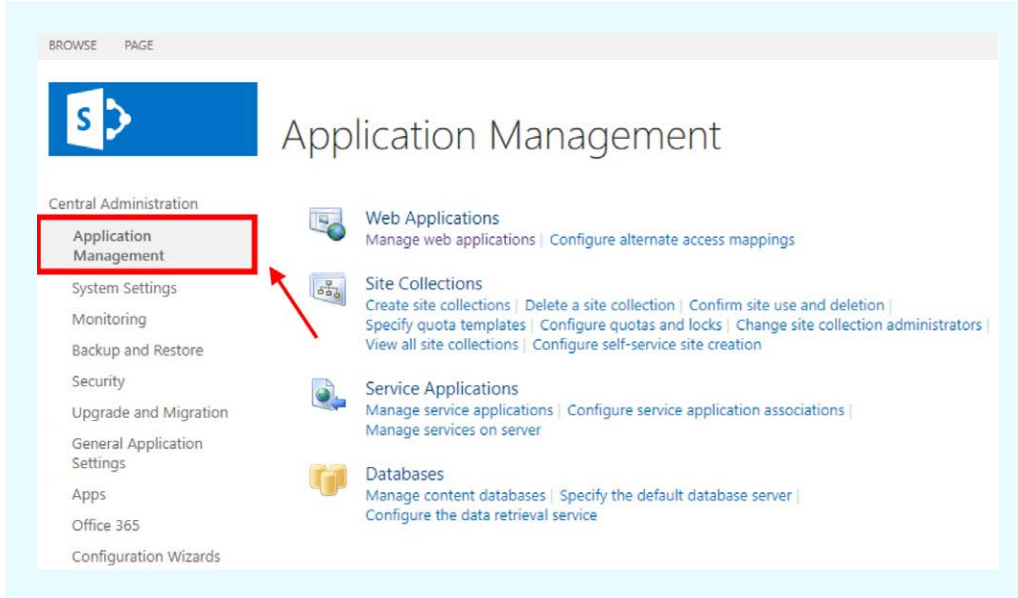 BROWSE PAGE
S
Application Management
Central Administration
Application
Management
System Settings
Monitoring
Backup and Restore
Security
Upgrade and Migration
General Application
Settings
Apps
Office 365
Configuration Wizards
Web Applications
Manage web applications | Configure alternate access mappings
Site Collections
Create site collections | Delete a site collection | Confirm site use and deletion |
Specify quota templates | Configure quotas and locks | Change site collection administrators |
View all site collections | Configure self-service site creation
Service Applications
Manage service applications | Configure service application associations |
Manage services on server
Databases
Manage content databases | Specify the default database server |
Configure the data retrieval service